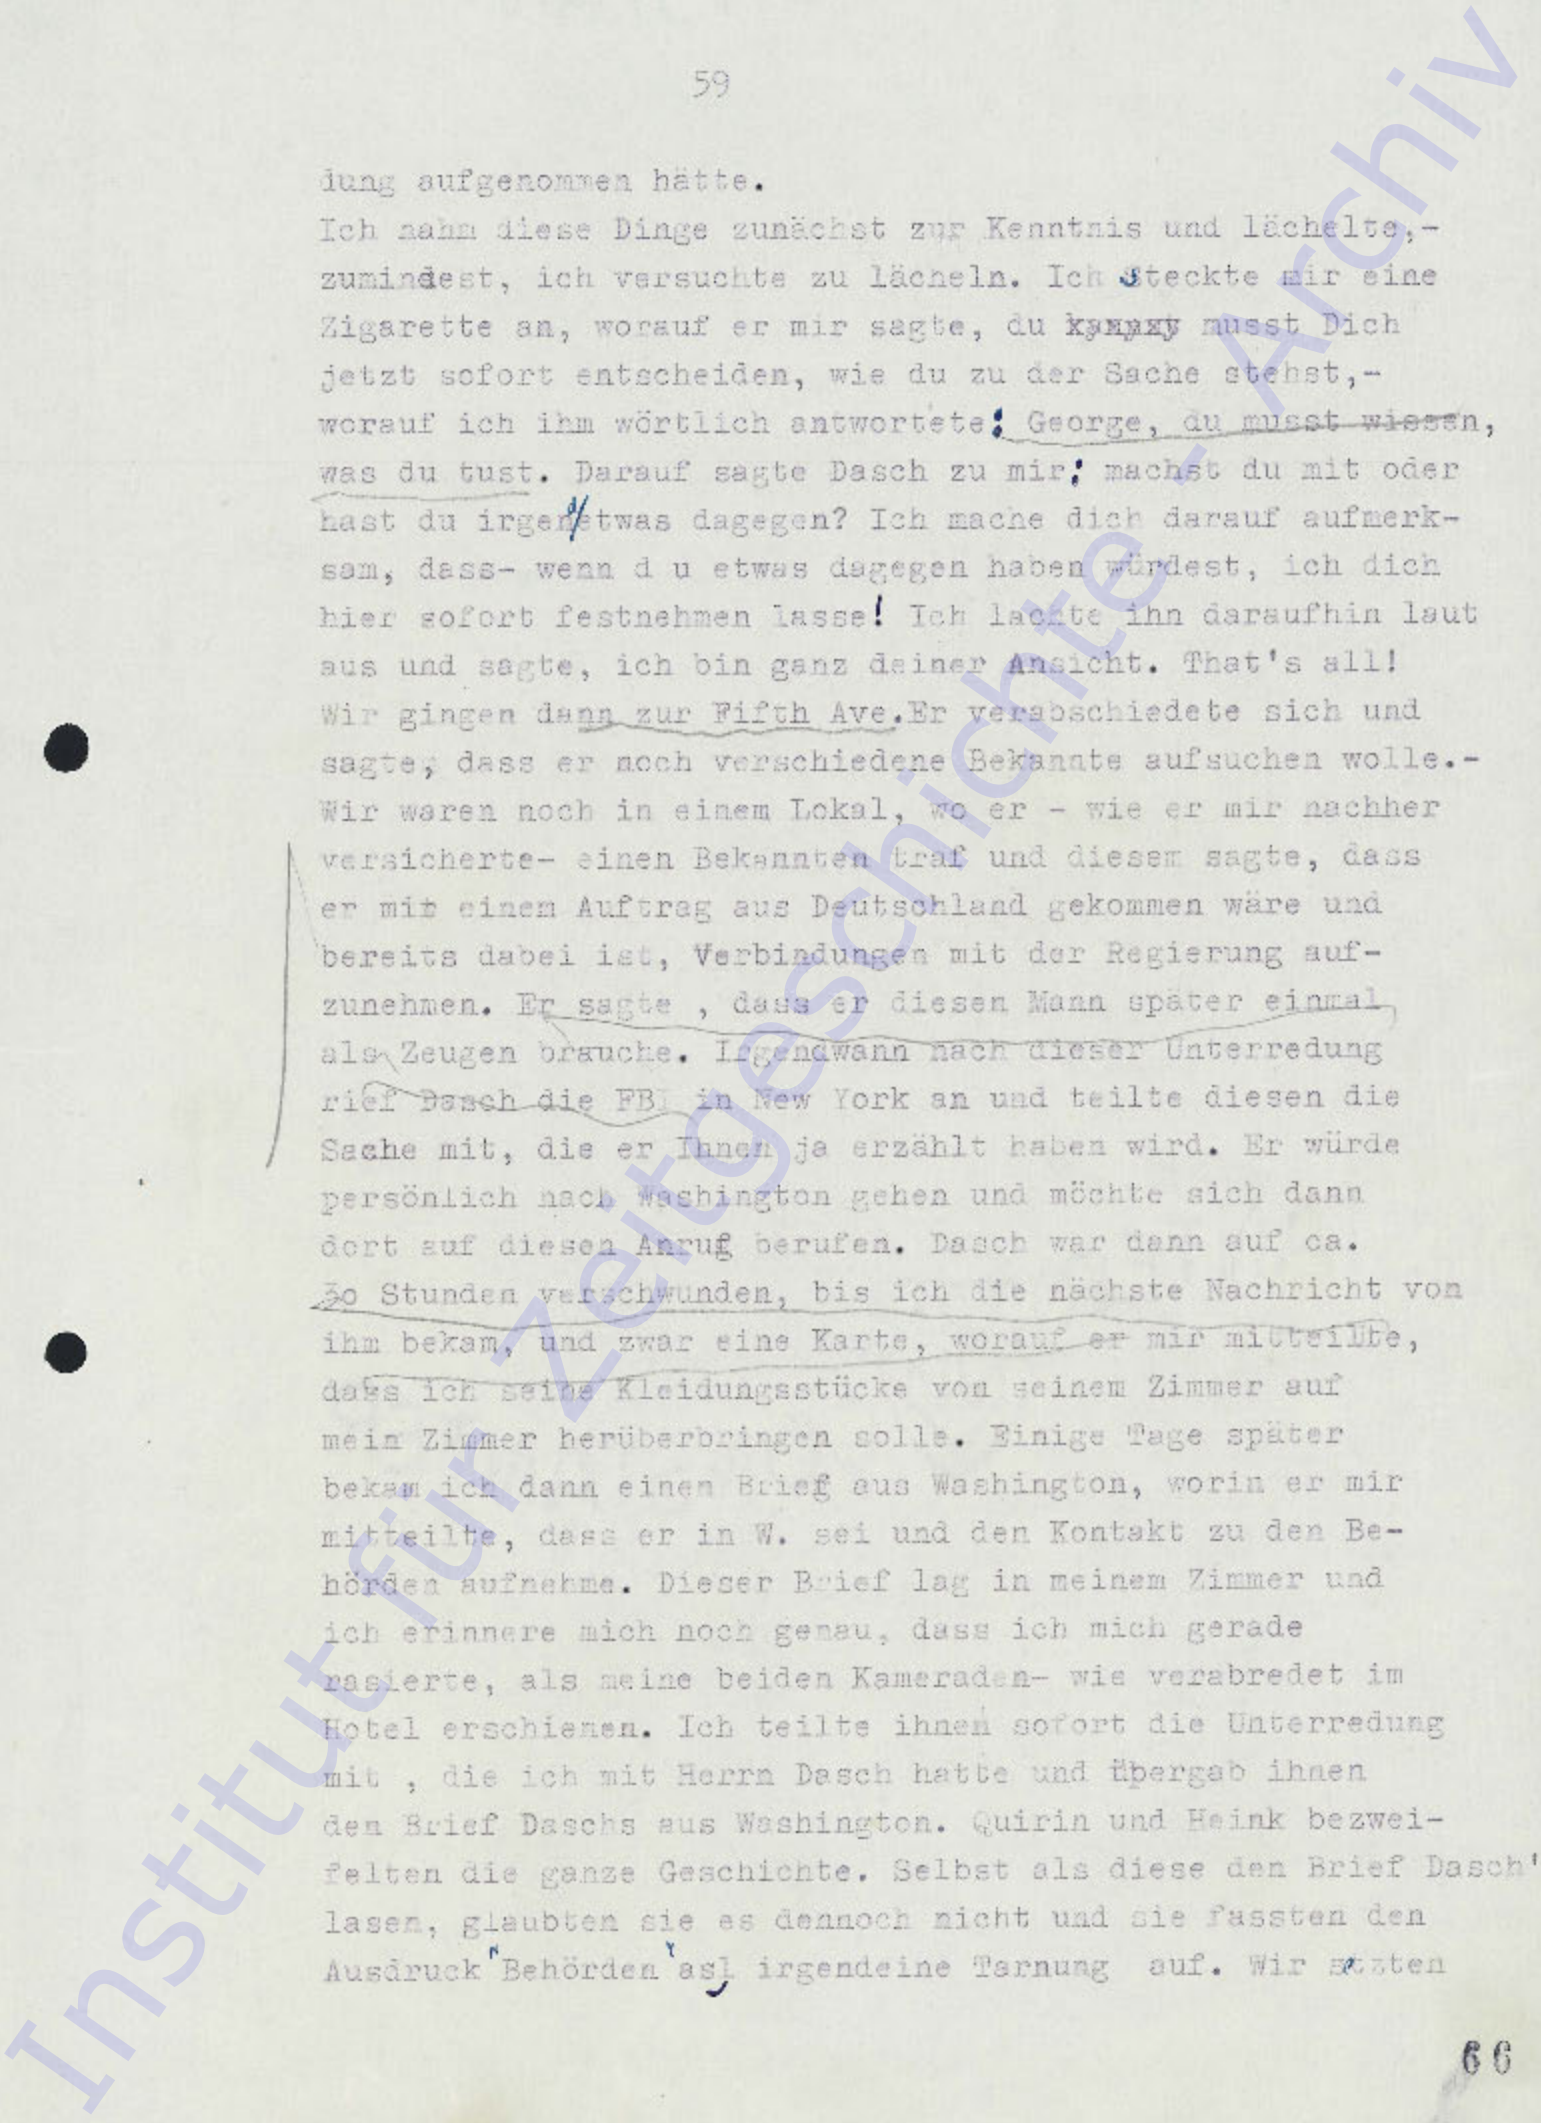 59
dung aufgenommen hätte.
Ich nahm diese Dinge zunächst zur Kenntnis und lächelte,-
zumindest, ich versuchte zu lächeln. Ich steckte mir eine
Zigarette an, worauf er mir sagte, du musst Dich
jetzt sofort entscheiden, wie du zu der Sache stehst,-
worauf ich ihm wörtlich antwortete: George, du musst wissen,
was du tust. Darauf sagte Dasch zu mir: machst du mit oder
hast du irgendetwas dagegen? Ich mache dich darauf aufmerk-
sam, dass- wenn d u etwas dagegen haben würdest, ich dich
hier sofort festnehmen lasse! Ich lachte ihn daraufhin laut
aus und sagte, ich bin ganz deiner Ansicht. That's all!
Wir gingen dann zur Fifth Ave.Er verabschiedete sich und
sagte, dass er noch verschiedene Bekannte aufsuchen wolle.-
Wir waren noch in einem Lokal, wo er - wie er mir nachher
versicherte- einen Bekannten traf und diesem sagte, dass
er mit einem Auftrag aus Deutschland gekommen wäre und
bereits dabei ist, Verbindungen mit der Regierung auf-
zunehmen. Er sagte , dass er diesen Mann später einmal
als Zeugen brauche. Irgendwann nach dieser Unterredung
rief Dasch die FBI in New York an und teilte diesen die
Sache mit, die er Ihnen ja erzählt haben wird. Er würde
persönlich nach Washington gehen und möchte sich dann
dort auf diesen Anruf berufen. Dasch war dann auf ca.
3o Stunden verschwunden, bis ich die nächste Nachricht von
ihm bekam, und zwar eine Karte, worauf er mir mitteilte,
dass ich seine Kleidungsstücke von seinem Zimmer auf
mein Zimmer herüberbringen solle. Einige Tage später
bekam ich dann einen Brief aus Washington, worin er mir
mitteilte, dass er in W. sei und den Kontakt zu den Be-
hörden aufnehme. Dieser Brief lag in meinem Zimmer und
ich erinnere mich noch genau, dass ich mich gerade
rasierte, als meine beiden Kameraden- wie verabredet im
Hotel erschienen. Ich teilte ihnen sofort die Unterredung
mit , die ich mit Herrn Dasch hatte und übergab ihnen
den Brief Daschs aus Washington. Quirin und Heink bezwei-
felten die ganze Geschichte. Selbst als diese den Brief Dasch'
lasen, glaubten sie es dennoch nicht und sie fassten den
Ausdruck "Behörden" asl irgendeine Tarnung auf. Wir setzten
66
Institut für Zeitgeschichte - Archiv